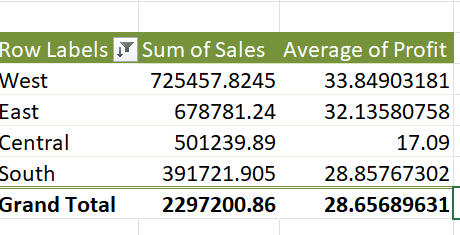 Row Labels Sum of Sales Average of Profit
West 725457.8245 33.84903181
East 678781.24 32.13580758
Central 501239.89 17.09
South 391721.905 28.85767302
Grand Total 2297200.86 28.65689631